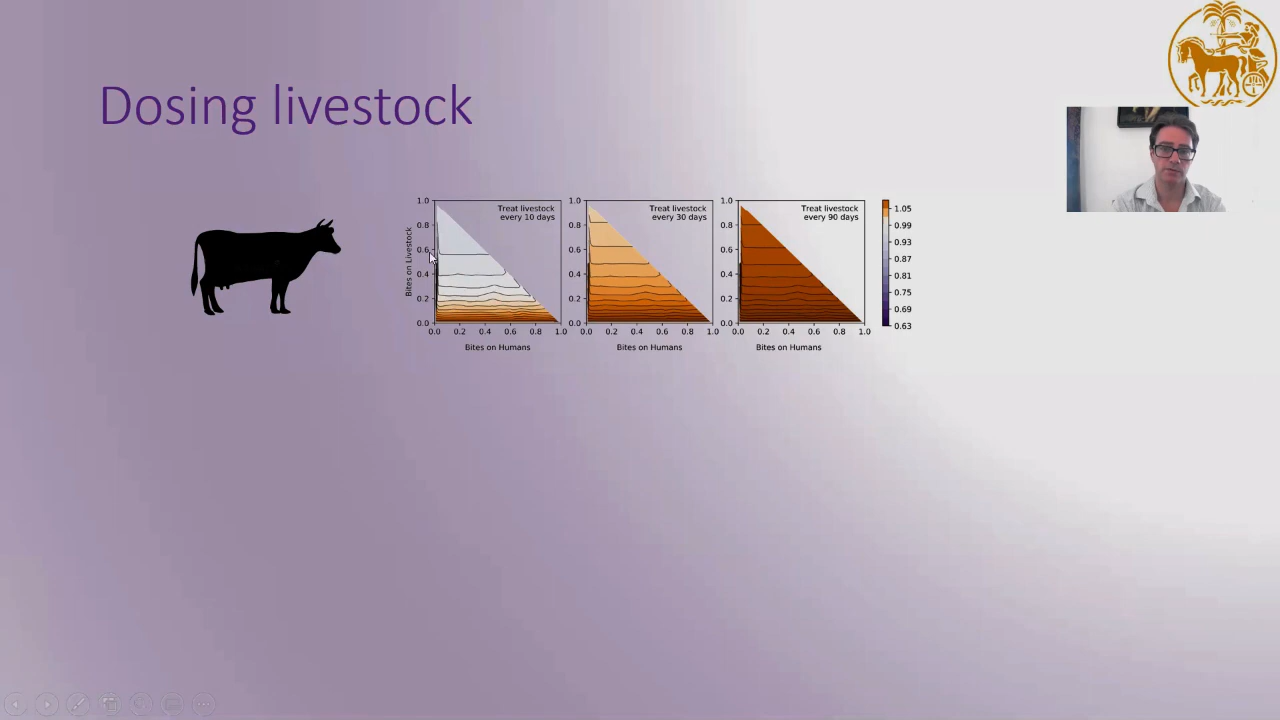 Dosing livestock
Treat livestock
every 10 days
Treat livestock
every 30 days
Treat livestock
every 90 days
Bites on Livestock
1.0
0.8
0.6
0.4
0.2
0.0
0.0 0.2 0.4 0.6 0.8 1.0
Bites on Humans
1.0
0.8
0.6
0.4
0.2
0.0
0.0 0.2 0.4 0.6 0.8 1.0
Bites on Humans
1.0
0.8
0.6
0.4
0.2
0.0
0.0 0.2 0.4 0.6 0.8 1.0
Bites on Humans
1.05
0.99
0.93
0.87
0.81
0.75
0.69
0.63